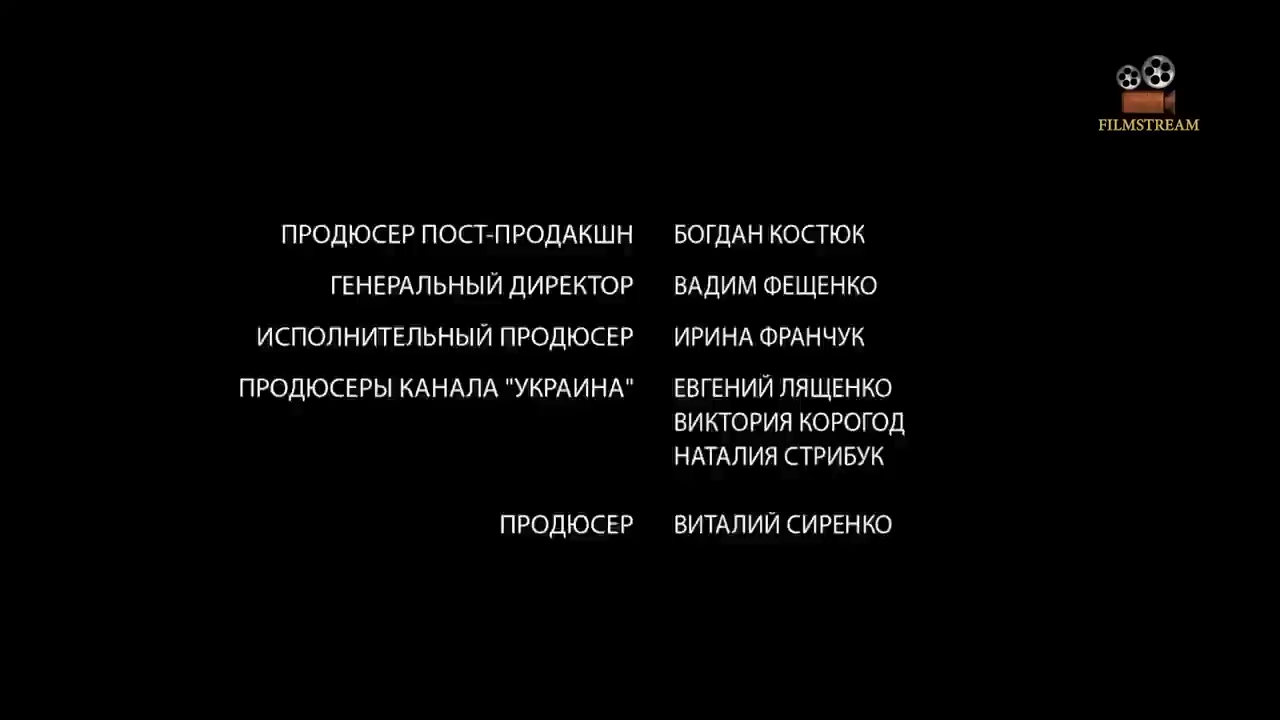 FILMSTREAM
ПРОДЮСЕР ПОСТ-ПРОДАКШН БОГДАН КОСТЮК
ГЕНЕРАЛЬНЫЙ ДИРЕКТОР ВАДИМ ФЕЩЕНКО
ИСПОЛНИТЕЛЬНЫЙ ПРОДЮСЕР ИРИНА ФРАНЧУК
ПРОДЮСЕРЫ КАНАЛА "УКРАИНА" ЕВГЕНИЙ ЛЯЩЕНКО
ВИКТОРИЯ КОРОГОД
НАТАЛИЯ СТРИБУК
ПРОДЮСЕР ВИТАЛИЙ СИРЕНКО